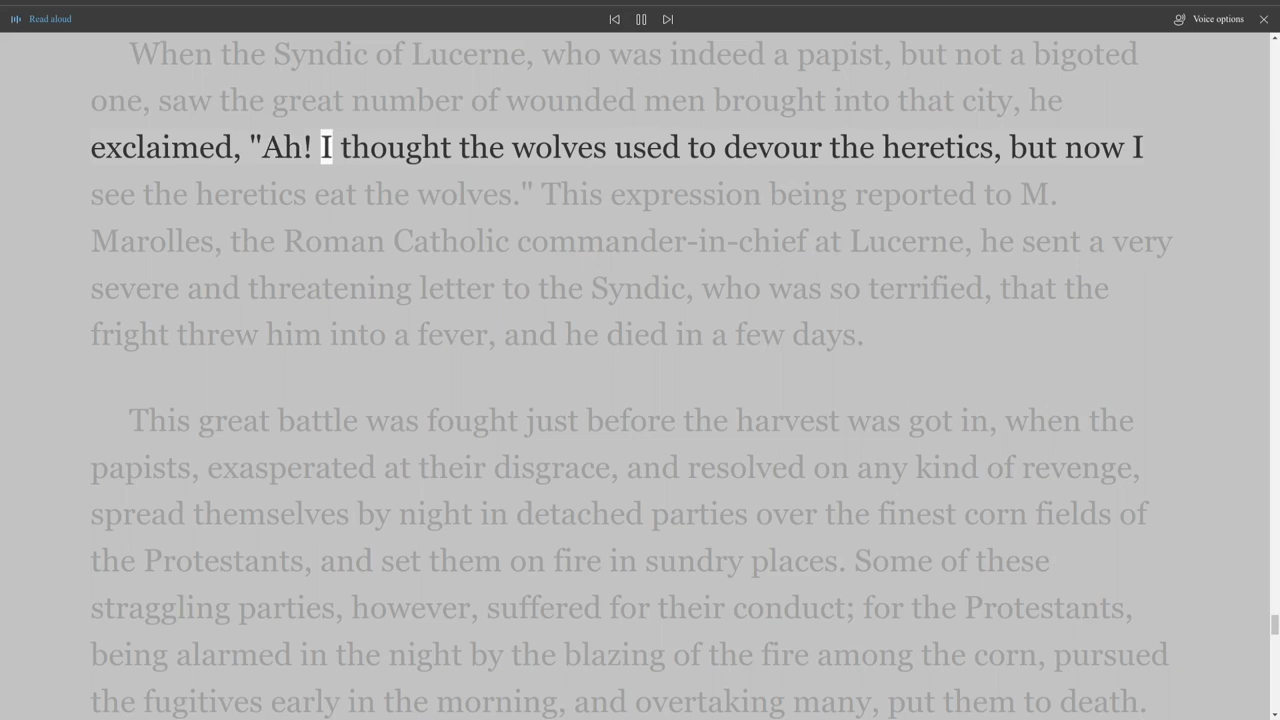 Read aloud
Voice options
When the Syndic of Lucerne, who was indeed a papist, but not a bigoted
one, saw the great number of wounded men brought into that city, he
exclaimed, "Ah! I thought the wolves used to devour the heretics, but now I
see the heretics eat the wolves." This expression being reported to M.
Marolles, the Roman Catholic commander-in-chief at Lucerne, he sent a very
severe and threatening letter to the Syndic, who was so terrified, that the
fright threw him into a fever, and he died in a few days.
This great battle was fought just before the harvest was got in, when the
papists, exasperated at their disgrace, and resolved on any kind of revenge,
spread themselves by night in detached parties over the finest corn fields of
the Protestants, and set them on fire in sundry places. Some of these
straggling parties, however, suffered for their conduct; for the Protestants,
being alarmed in the night by the blazing of the fire among the corn, pursued
the fugitives early in the morning, and overtaking many, put them to death.